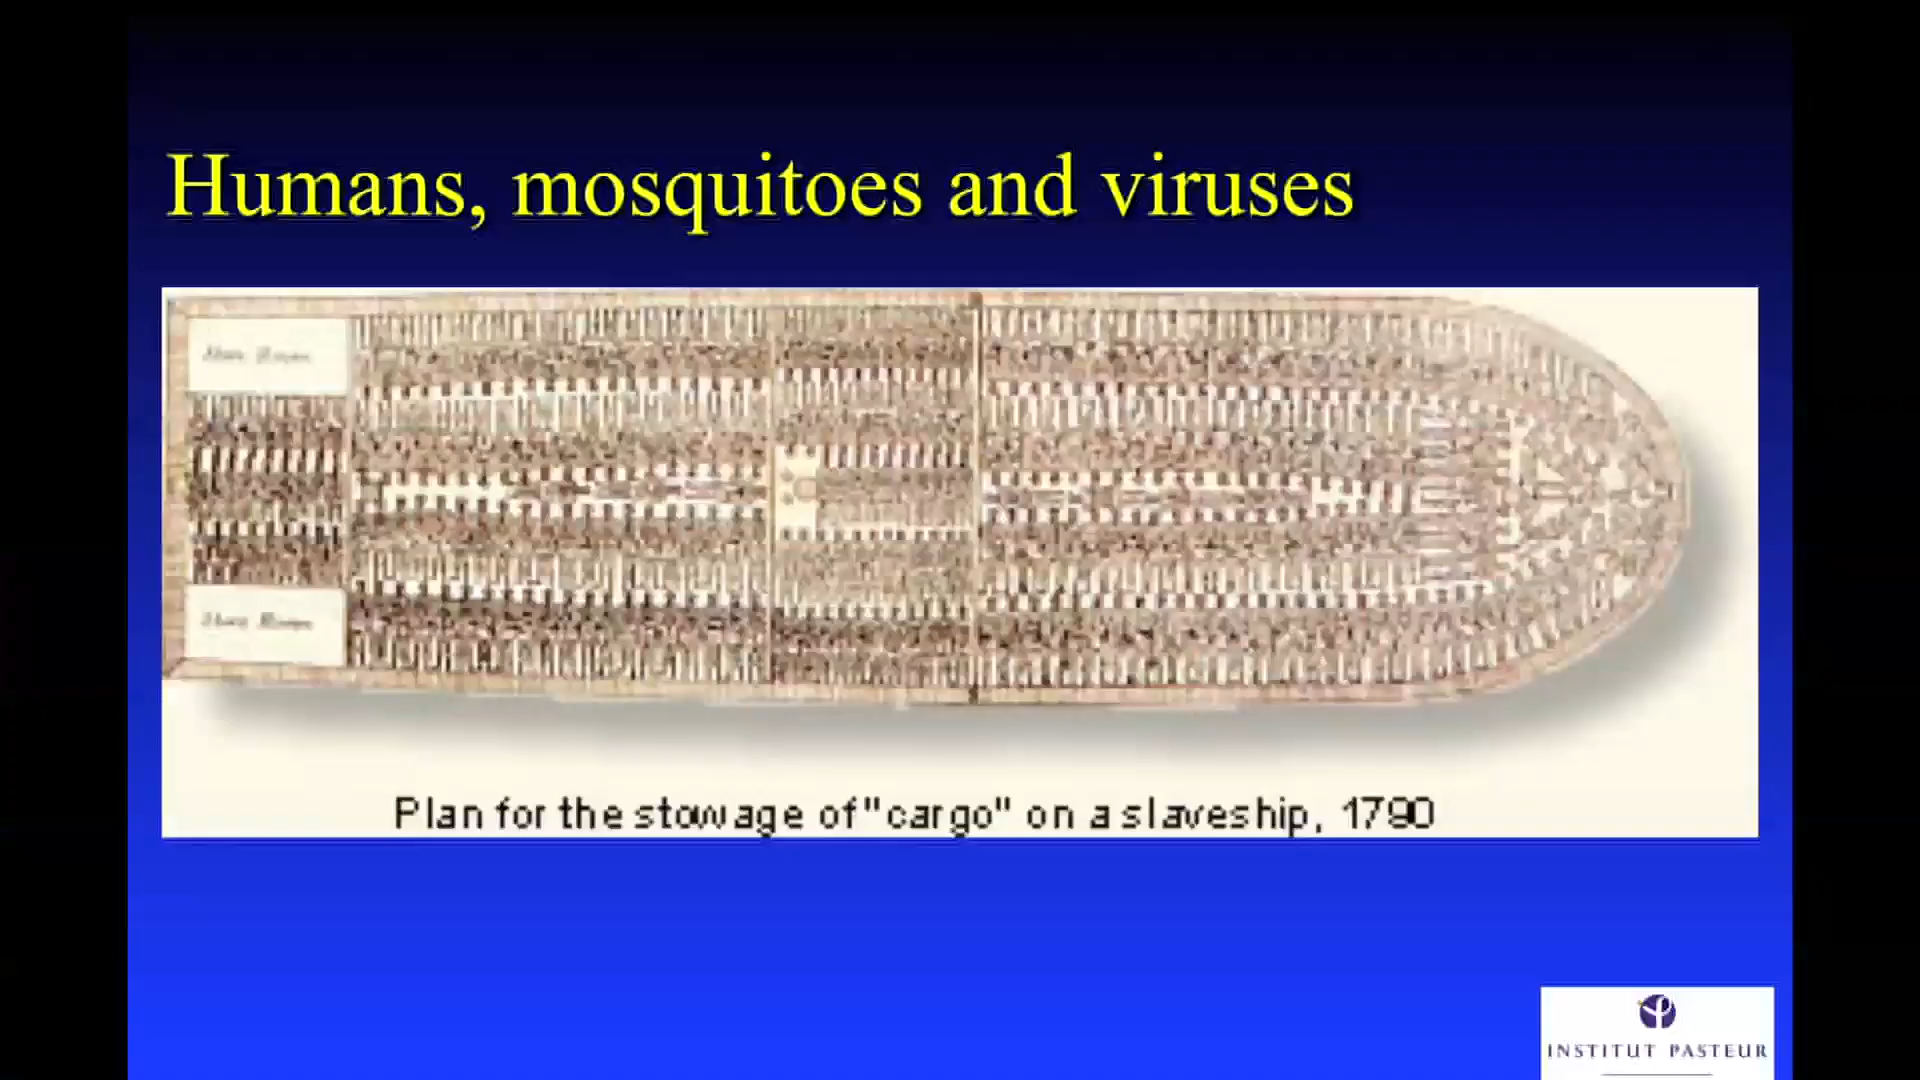 Humans, mosquitoes and viruses
Plan for the stowage of "cargo" on a slaveship, 1790
INSTITUT PASTEUR